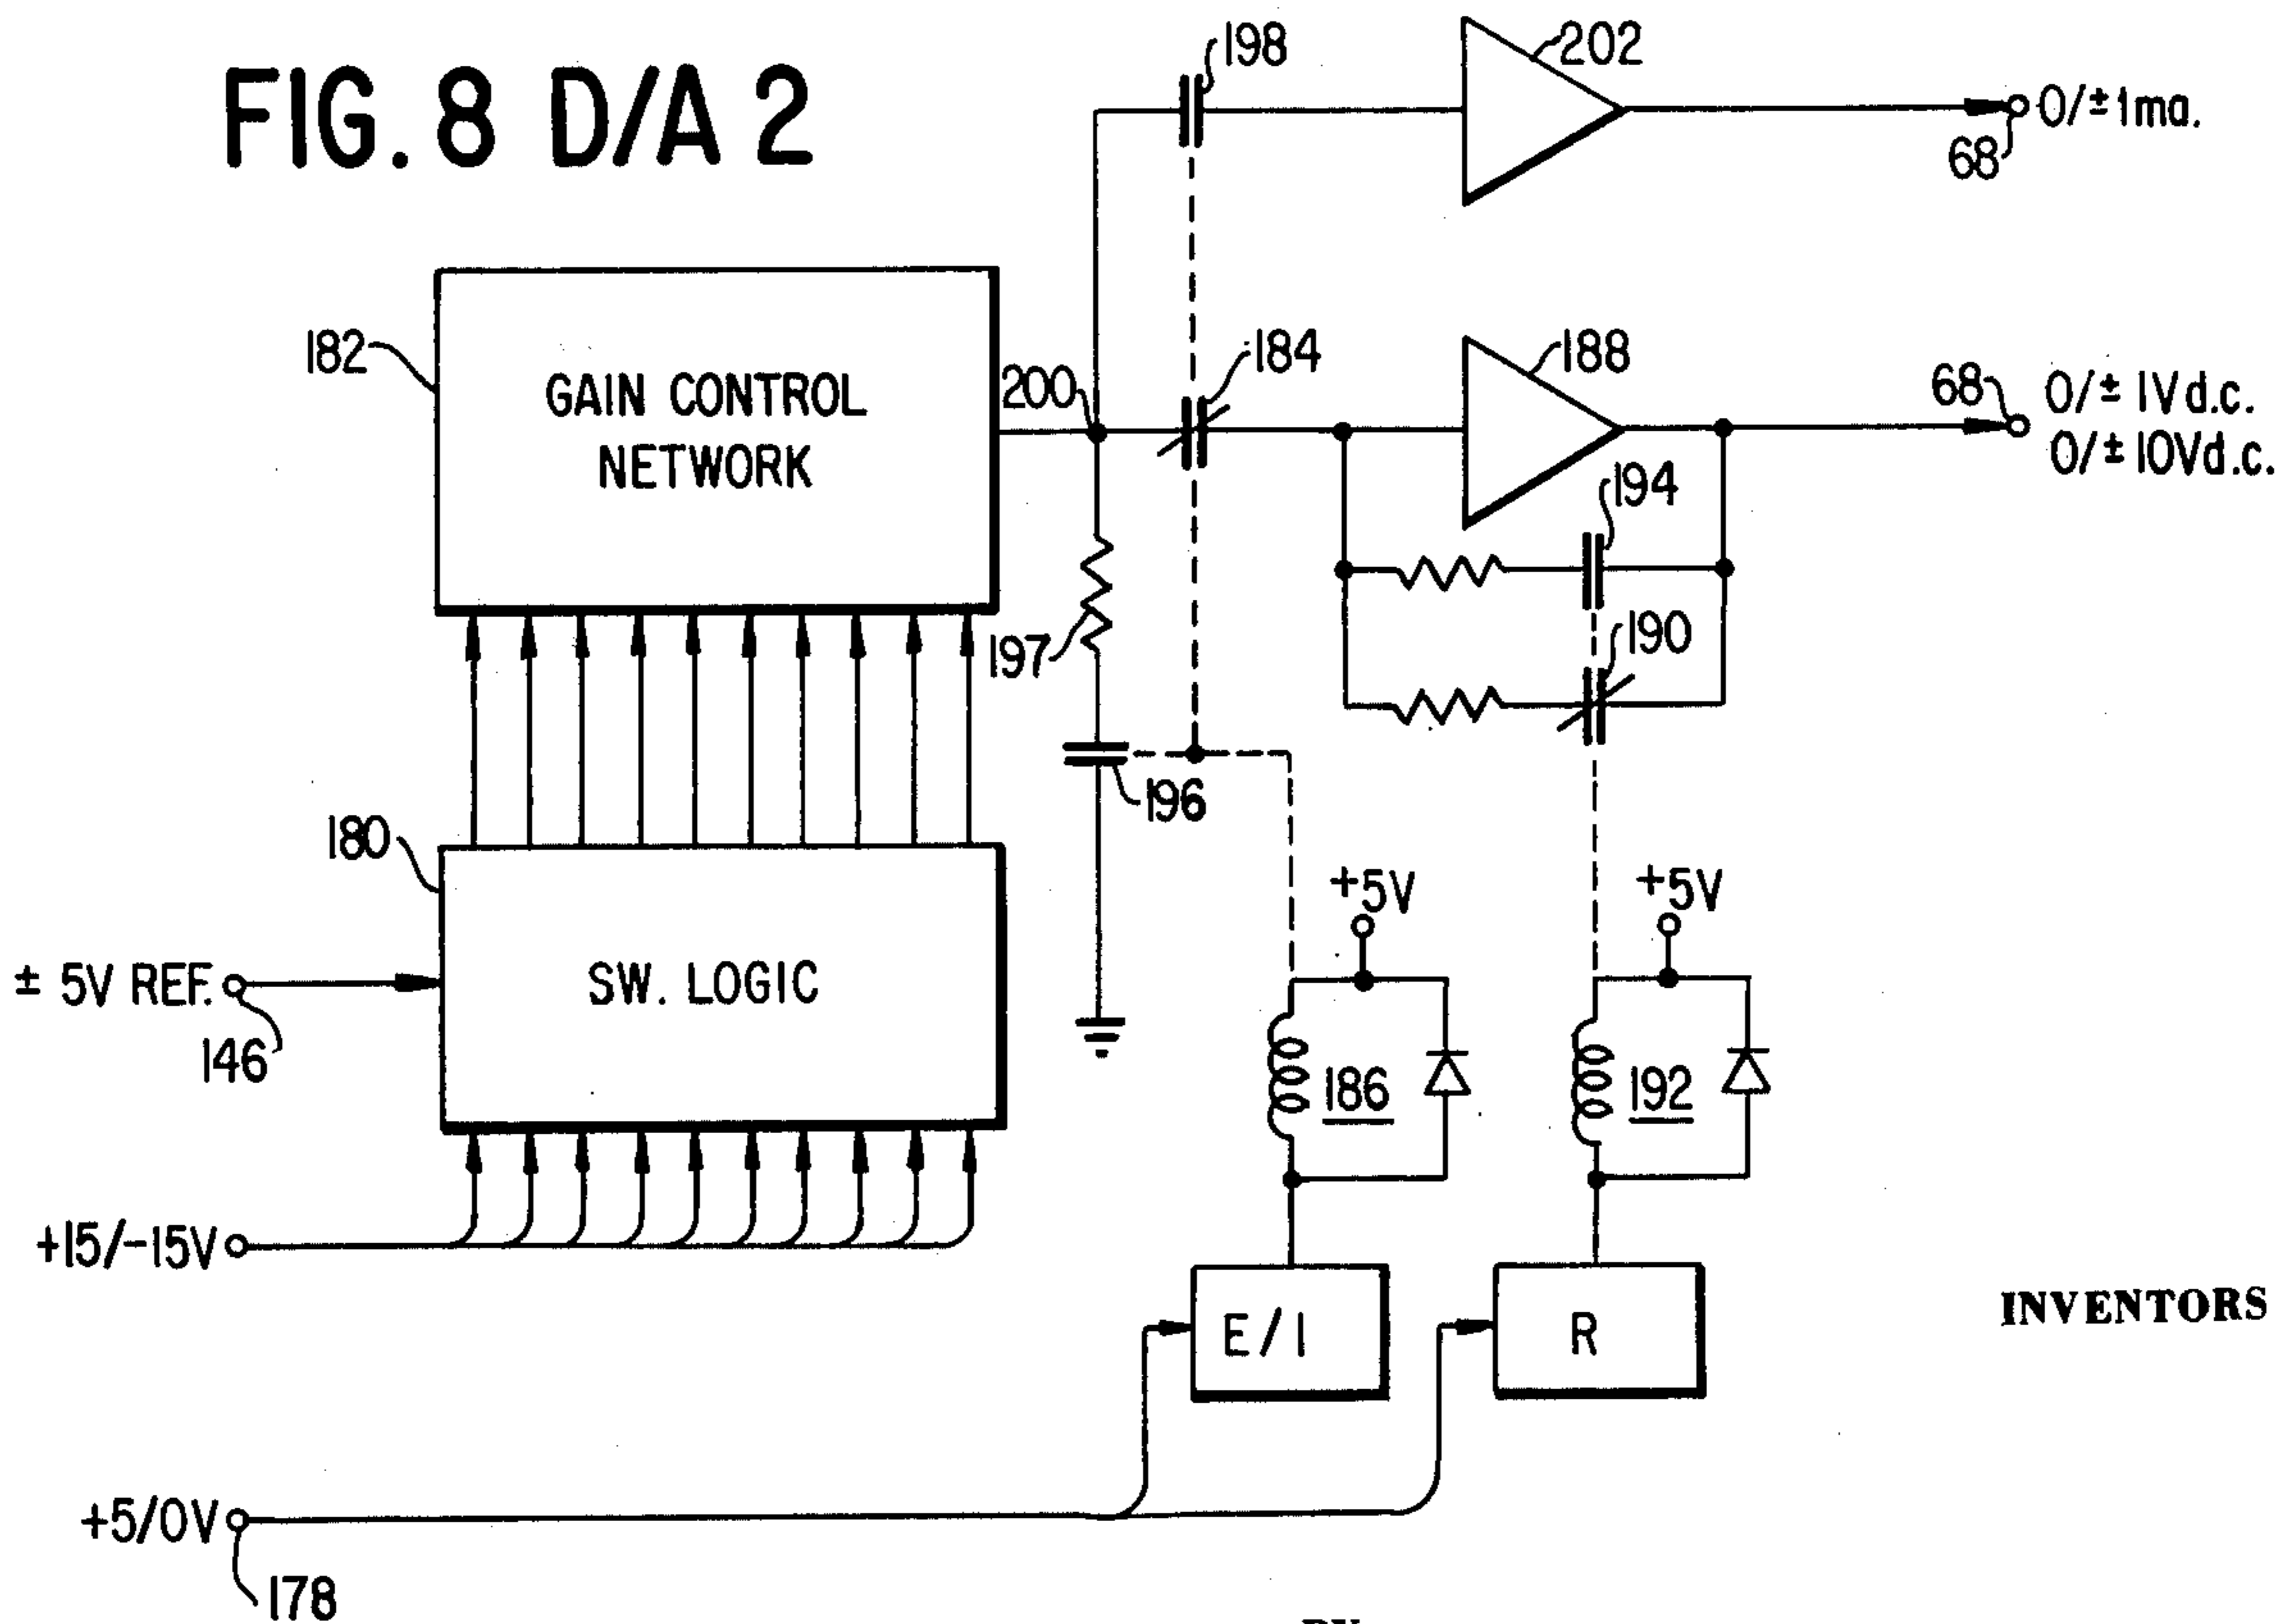 FIG. 8 D/A 2
198
202
0/± 1ma.
68
182
GAIN CONTROL
NETWORK
200
184
188
68
0/± 1Vd.c.
0/± 10Vd.c.
194
190
197
196
180
SW. LOGIC
± 5V REF.
146
+5V
+5V
186
192
+15/-15V
E/I
R
INVENTORS
+5/0V
178